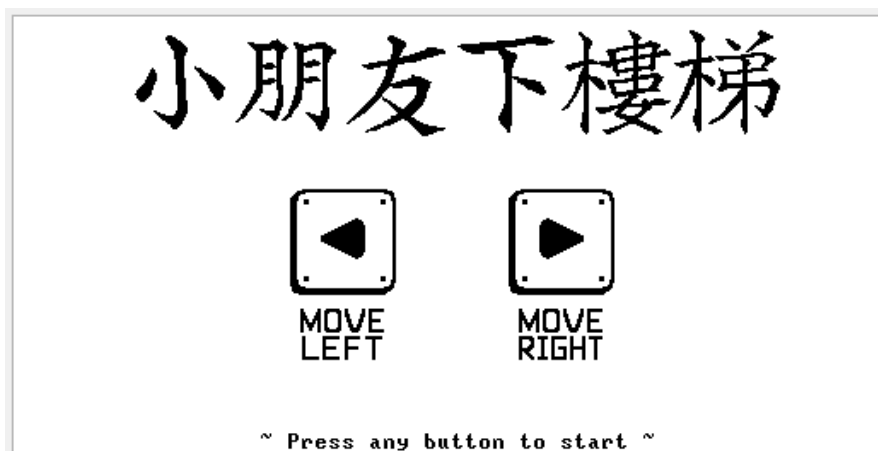 小朋友下樓梯
MOVE LEFT
MOVE RIGHT
~ Press any button to start ~